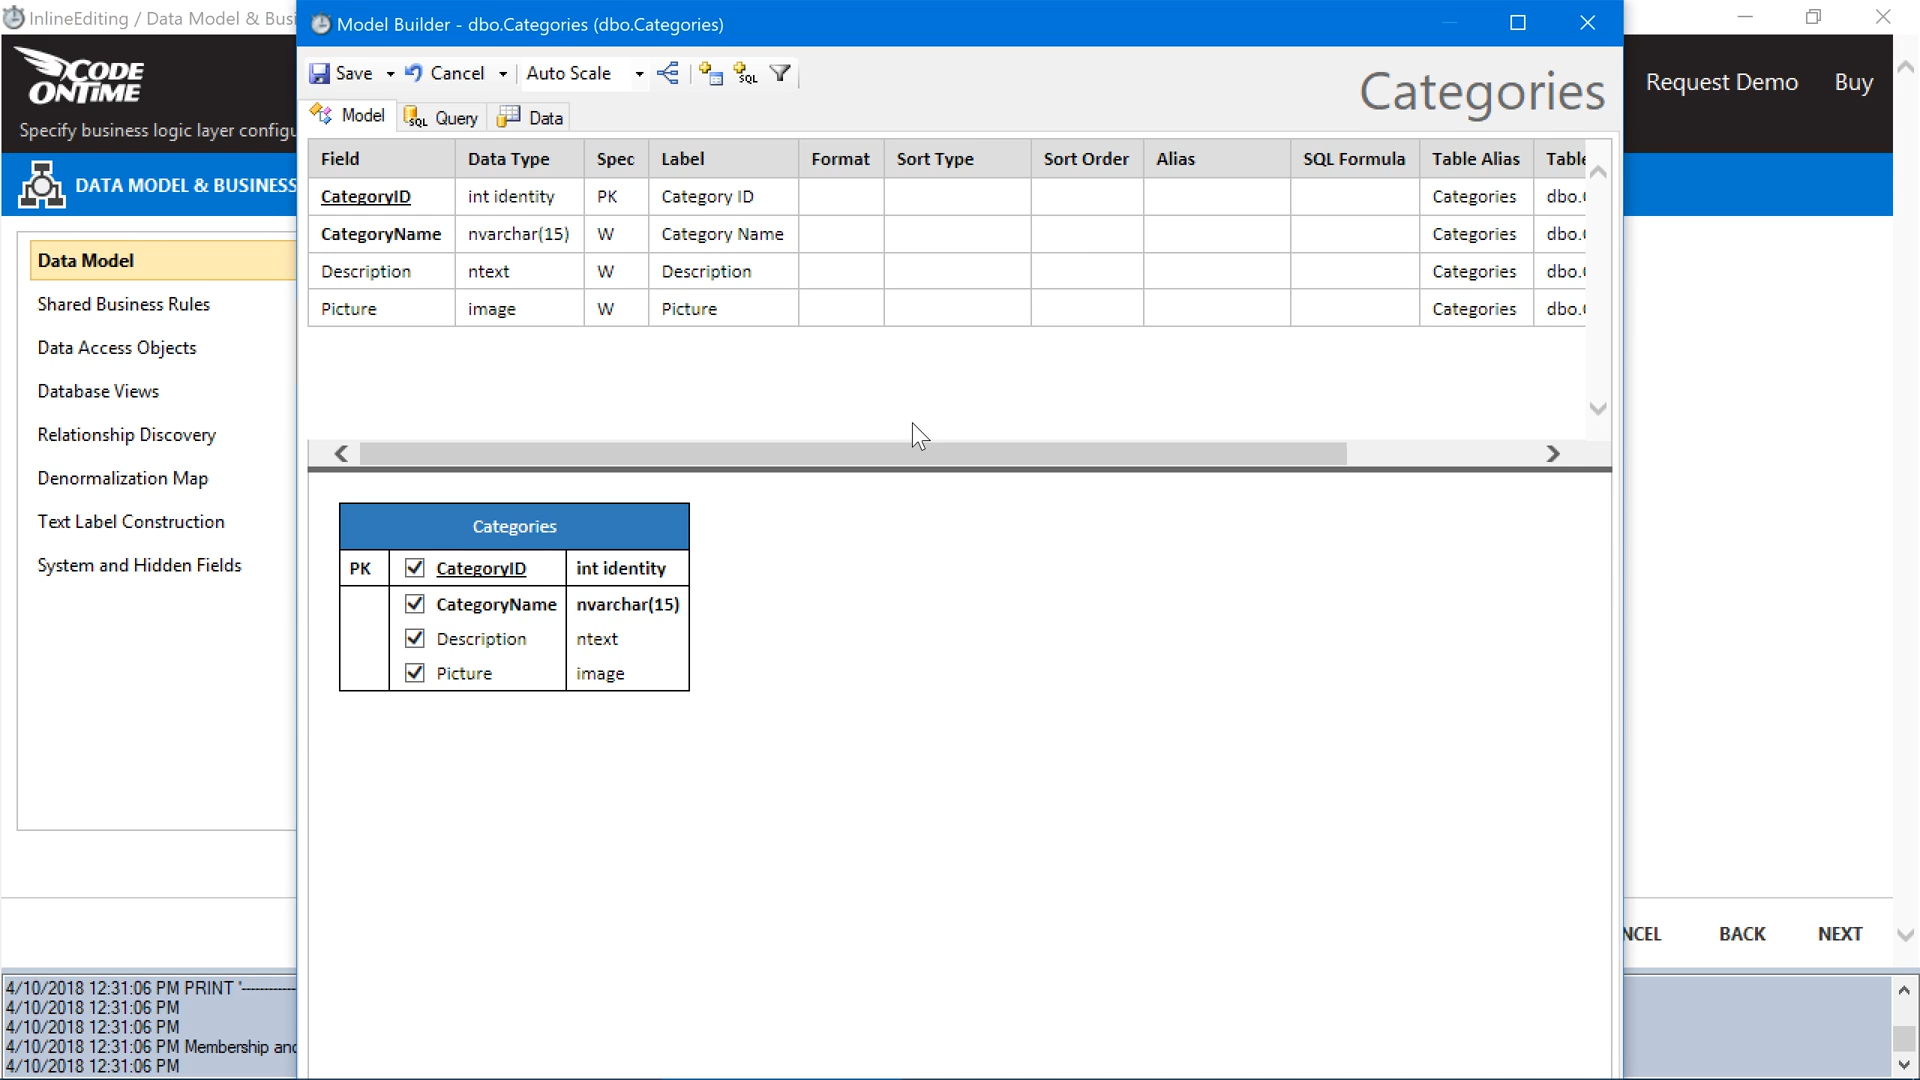 InlineEditing / Data Model & Busi
Model Builder - dbo.Categories (dbo.Categories)
CODE
ONTIME
Specify business logic layer configu
Request Demo
Buy
Save
Cancel
Auto Scale
SQL
Categories
Model
SQL
Query
Data
DATA MODEL & BUSINESS
Field Data Type Spec Label Format Sort Type Sort Order Alias SQL Formula Table Alias Table
CategoryID int identity PK Category ID Categories dbo.
CategoryName nvarchar(15) W Category Name Categories dbo.
Description ntext W Description Categories dbo.
Picture image W Picture Categories dbo.
Data Model
Shared Business Rules
Data Access Objects
Database Views
Relationship Discovery
Denormalization Map
Text Label Construction
System and Hidden Fields
Categories
PK CategoryID int identity
CategoryName nvarchar(15)
Description ntext
Picture image
NCEL
BACK
NEXT
4/10/2018 12:31:06 PM PRINT '------------
4/10/2018 12:31:06 PM
4/10/2018 12:31:06 PM
4/10/2018 12:31:06 PM Membership and
4/10/2018 12:31:06 PM